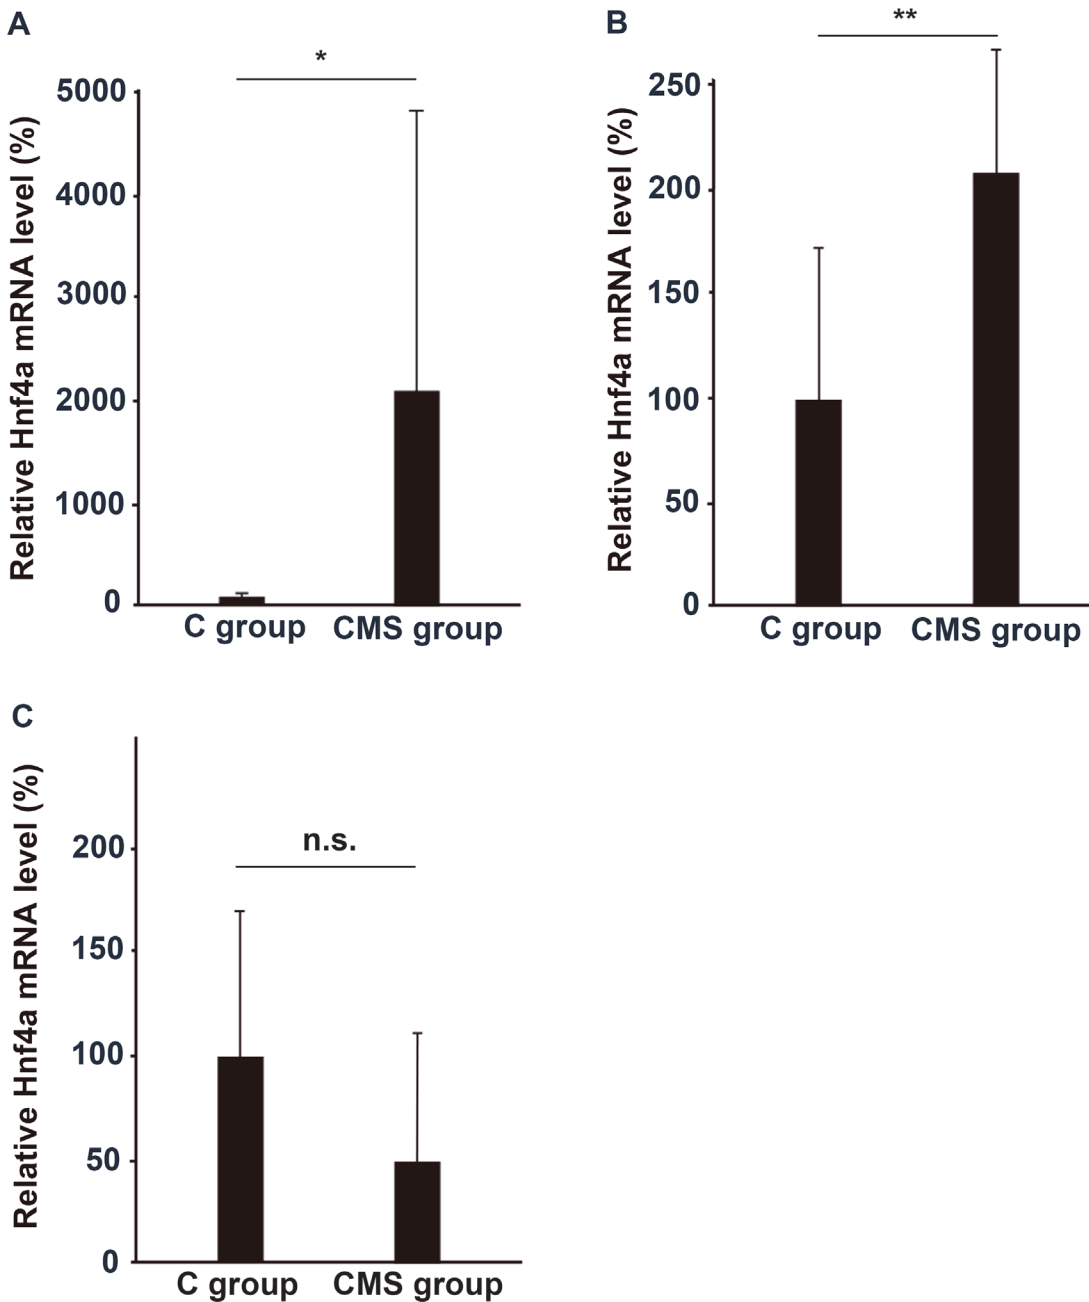 A
*
Relative Hnf4a mRNA level (%)
5000
4000
3000
2000
1000
0
C group
CMS group
B
**
Relative Hnf4a mRNA level (%)
250
200
150
100
50
0
C group
CMS group
C
n.s.
Relative Hnf4a mRNA level (%)
200
150
100
50
0
C group
CMS group